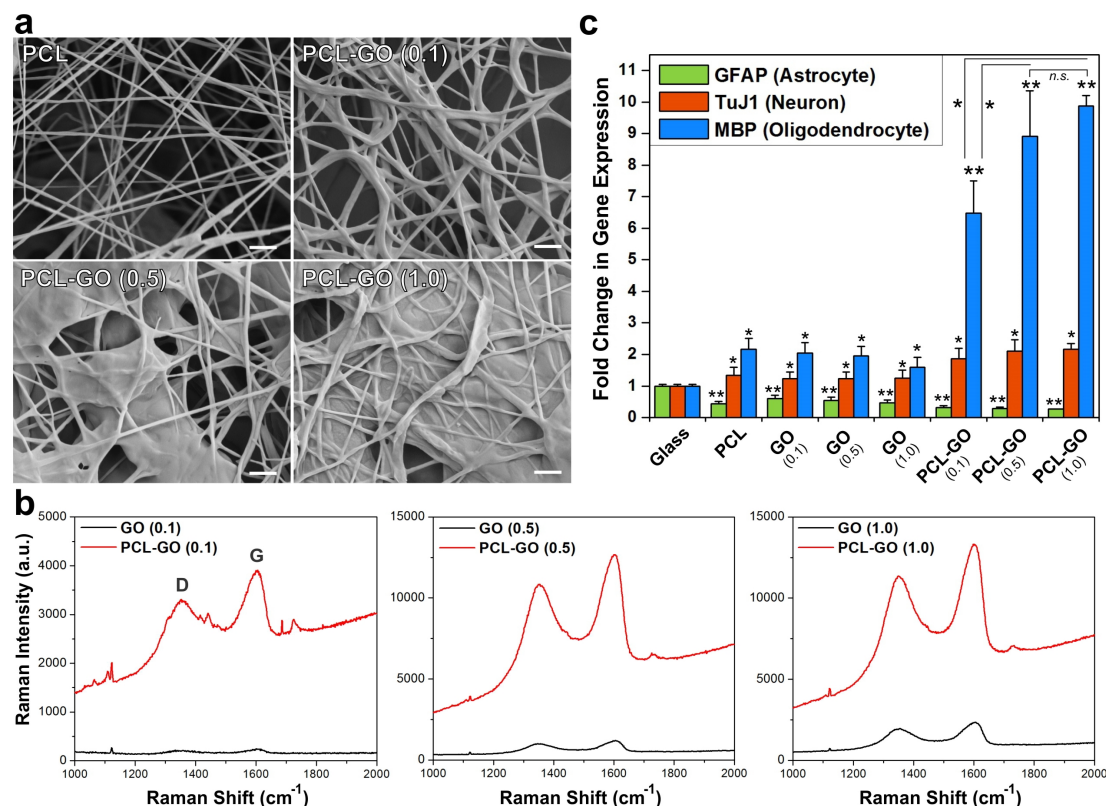 a
PCL
PCL-GO (0.1)
PCL-GO (0.5)
PCL-GO (1.0)
c
Fold Change in Gene Expression
11
10
9
8
7
6
5
4
3
2
1
0
GFAP (Astrocyte)
TuJ1 (Neuron)
MBP (Oligodendrocyte)
n.s.
** ** 
* *
**
* * * * * * * *
* * * *
** ** ** ** ** ** **
Glass
PCL
GO (0.1)
GO (0.5)
GO (1.0)
PCL-GO (0.1)
PCL-GO (0.5)
PCL-GO (1.0)
b
Raman Intensity (a.u.)
5000
4000
3000
2000
1000
0
GO (0.1)
PCL-GO (0.1)
D
G
1000 1200 1400 1600 1800 2000
Raman Shift (cm-1)
15000
10000
5000
0
GO (0.5)
PCL-GO (0.5)
1000 1200 1400 1600 1800 2000
Raman Shift (cm-1)
15000
10000
5000
0
GO (1.0)
PCL-GO (1.0)
1000 1200 1400 1600 1800 2000
Raman Shift (cm-1)